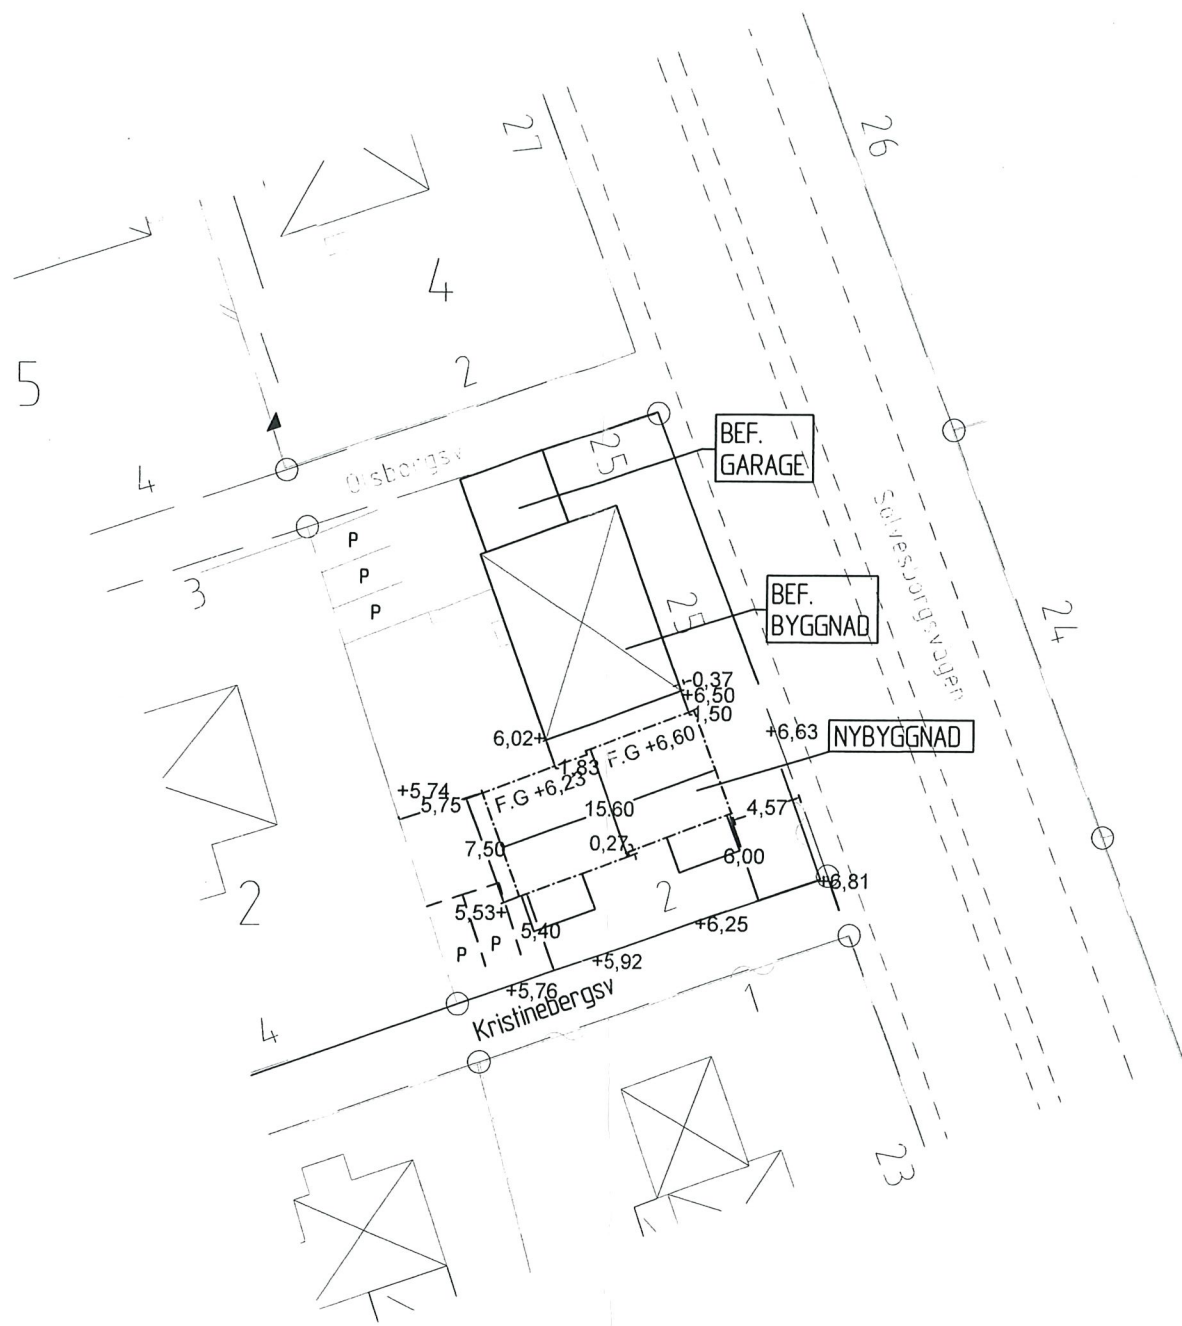 27
26
4
5
2
BEF.
GARAGE
25
4
P
P
3
P
BEF.
BYGGNAD
25
24
-0,37
+6,50
1,50
6,02+
+6,63
NYBYGGNAD
F.G +6,60
1,83
F.G +6,23
+5,74
5,75
15.60
4,57
7,50
0,27
6,00
+6,81
2
2
5,53+
5,40
+6,25
P
P
+5,92
+5,76
Kristinebergsv
4
1
23